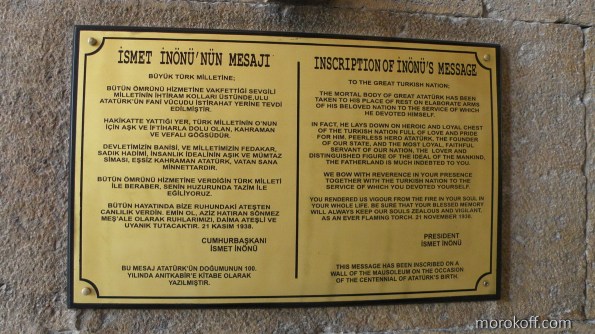 İSMET İNÖNÜ'NÜN MESAJI
BÜYÜK TÜRK MİLLETİNE;
BÜTÜN ÖMRÜNÜ HİZMETİNE VAKFETTİĞİ SEVGİLİ
MİLLETİNİN İHTİRAM KOLLARI ÜSTÜNDE, ULU
ATATÜRK'ÜN FANİ VÜCUDU İSTİRAHAT YERİNE TEVDİ
EDİLMİŞTİR.
HAKİKATTE YATTIĞI YER, TÜRK MİLLETİNİN O'NUN
İÇİN AŞK VE İFTİHARLA DOLU OLAN, KAHRAMAN
VE VEFALI GÖĞSÜDÜR.
DEVLETİMİZİN BANİSİ, VE MİLLETİMİZİN FEDAKAR,
SADIK HADİMİ, İNSANLIK İDEALİNİN AŞIK VE MÜMTAZ
SİMASI, EŞSİZ KAHRAMAN ATATÜRK, VATAN SANA
MİNNETTARDIR.
BÜTÜN ÖMRÜNÜ HİZMETİNE VERDİĞİN TÜRK MİLLETİ
İLE BERABER, SENİN HUZURUNDA TAZİM İLE
EĞİLİYORUZ.
BÜTÜN HAYATINDA BİZE RUHUNDAKİ ATEŞTEN
CANLILIK VERDİN. EMİN OL, AZİZ HATIRAN SÖNMEZ
MEŞ'ALE OLARAK RUHLARIMIZI, DAİMA ATEŞLİ VE
UYANIK TUTACAKTIR. 21 KASIM 1938.
CUMHURBAŞKANI
İSMET İNÖNÜ
BU MESAJ ATATÜRK'ÜN DOĞUMUNUN 100.
YILINDA ANITKABİR'E KİTABE OLARAK
YAZILMIŞTIR.
INSCRIPTION OF İNÖNÜ'S MESSAGE
TO THE GREAT TURKISH NATION;
THE MORTAL BODY OF GREAT ATATÜRK HAS BEEN
TAKEN TO HIS PLACE OF REST ON ELABORATE ARMS
OF HIS BELOVED NATION TO THE SERVICE OF WHICH
HE DEVOTED HIMSELF.
IN FACT, HE LAYS DOWN ON HEROIC AND LOYAL CHEST
OF THE TURKISH NATION FULL OF LOVE AND PRIDE
FOR HIM. PEERLESS HERO ATATÜRK, THE FOUNDER
OF OUR STATE, AND THE MOST LOYAL, FAITHFUL
SERVANT OF OUR NATION, THE LOVER AND
DISTINGUISHED FIGURE OF THE IDEAL OF THE MANKIND,
THE FATHERLAND IS MUCH INDEBTED TO YOU.
WE BOW WITH REVERENCE IN YOUR PRESENCE
TOGETHER WITH THE TURKISH NATION TO THE
SERVICE OF WHICH YOU DEVOTED YOURSELF.
YOU RENDERED US VIGOUR FROM THE FIRE IN YOUR SOUL IN
YOUR WHOLE LIFE. BE SURE THAT YOUR BLESSED MEMORY
WILL ALWAYS KEEP OUR SOULS ZEALOUS AND VIGILANT,
AS AN EVER FLAMING TORCH. 21 NOVEMBER 1938.
PRESIDENT
İSMET İNÖNÜ
THIS MESSAGE HAS BEEN INSCRIBED ON A
WALL OF THE MAUSOLEUM ON THE OCCASION
OF THE CENTENNIAL OF ATATÜRK'S BIRTH.
morokoff.com